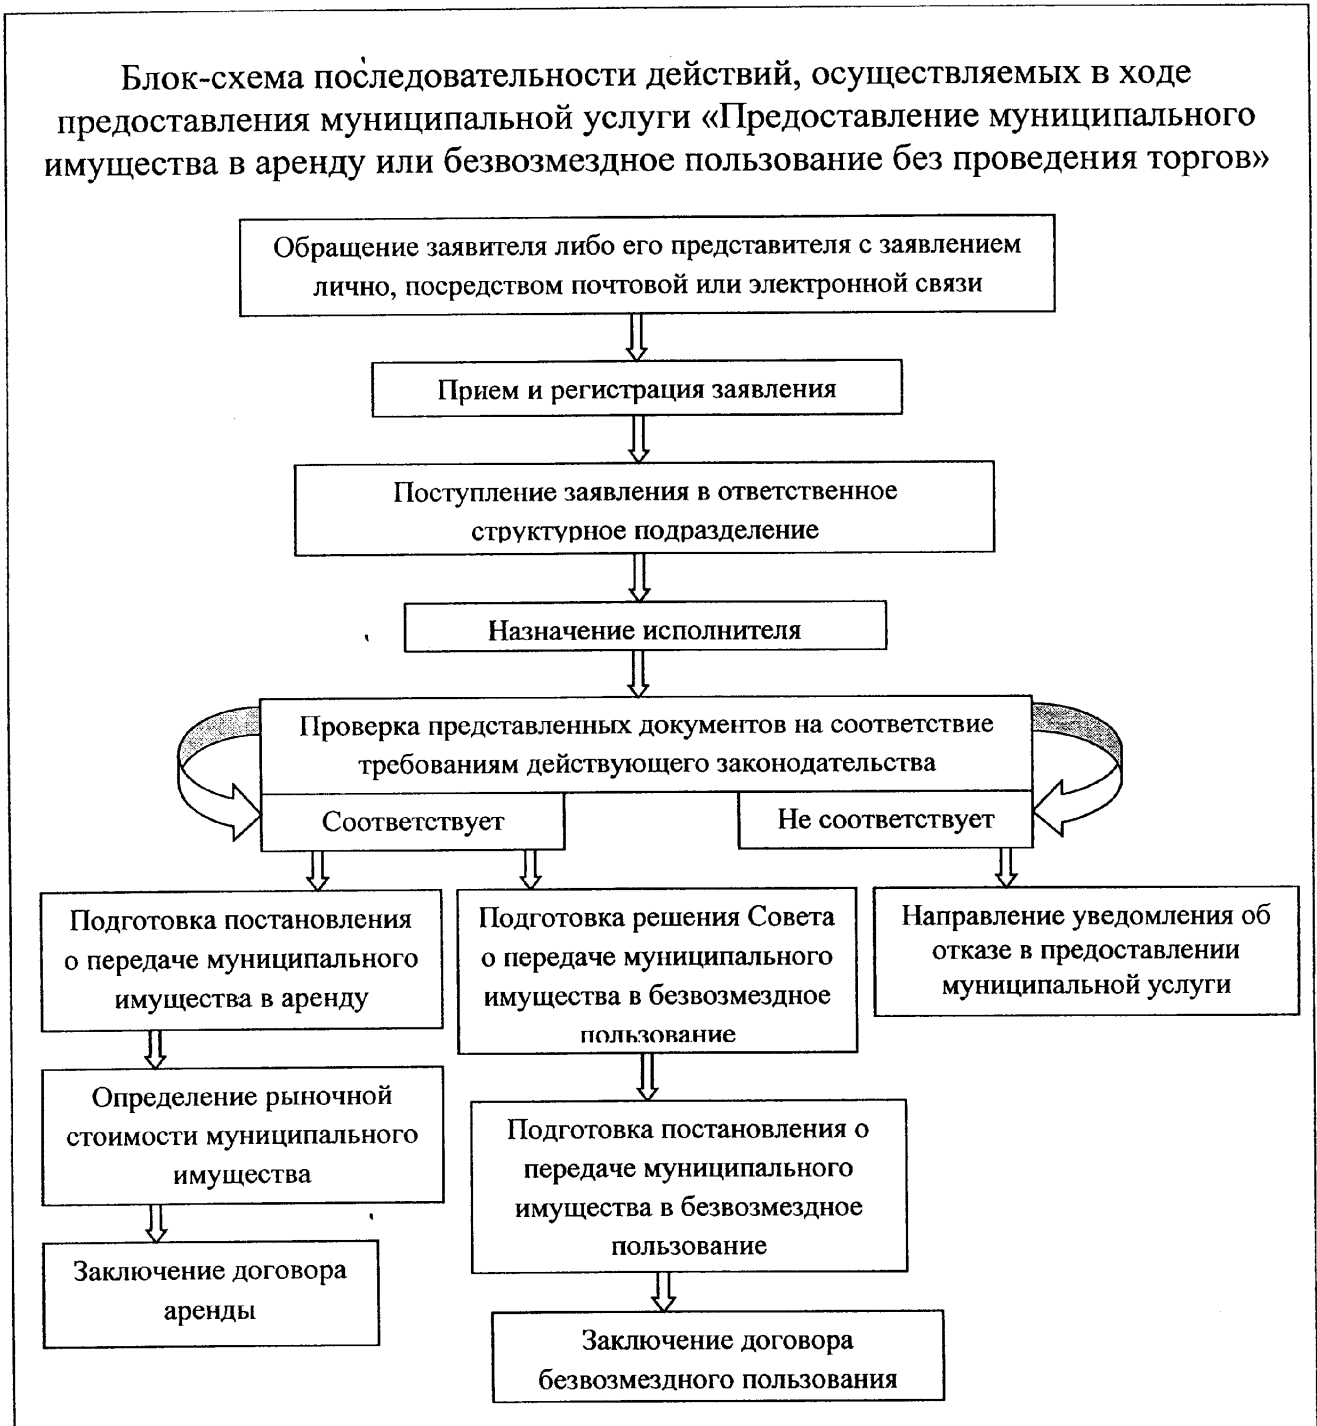 Блок-схема последовательности действий, осуществляемых в ходе
предоставления муниципальной услуги «Предоставление муниципального
имущества в аренду или безвозмездное пользование без проведения торгов»
Обращение заявителя либо его представителя с заявлением
лично, посредством почтовой или электронной связи
Прием и регистрация заявления
Поступление заявления в ответственное
структурное подразделение
Назначение исполнителя
Проверка представленных документов на соответствие
требованиям действующего законодательства
Соответствует
Не соответствует
Подготовка постановления
о передаче муниципального
имущества в аренду
Подготовка решения Совета
о передаче муниципального
имущества в безвозмездное
пользование
Направление уведомления об
отказе в предоставлении
муниципальной услуги
Определение рыночной
стоимости муниципального
имущества
Подготовка постановления о
передаче муниципального
имущества в безвозмездное
пользование
Заключение договора
аренды
Заключение договора
безвозмездного пользования